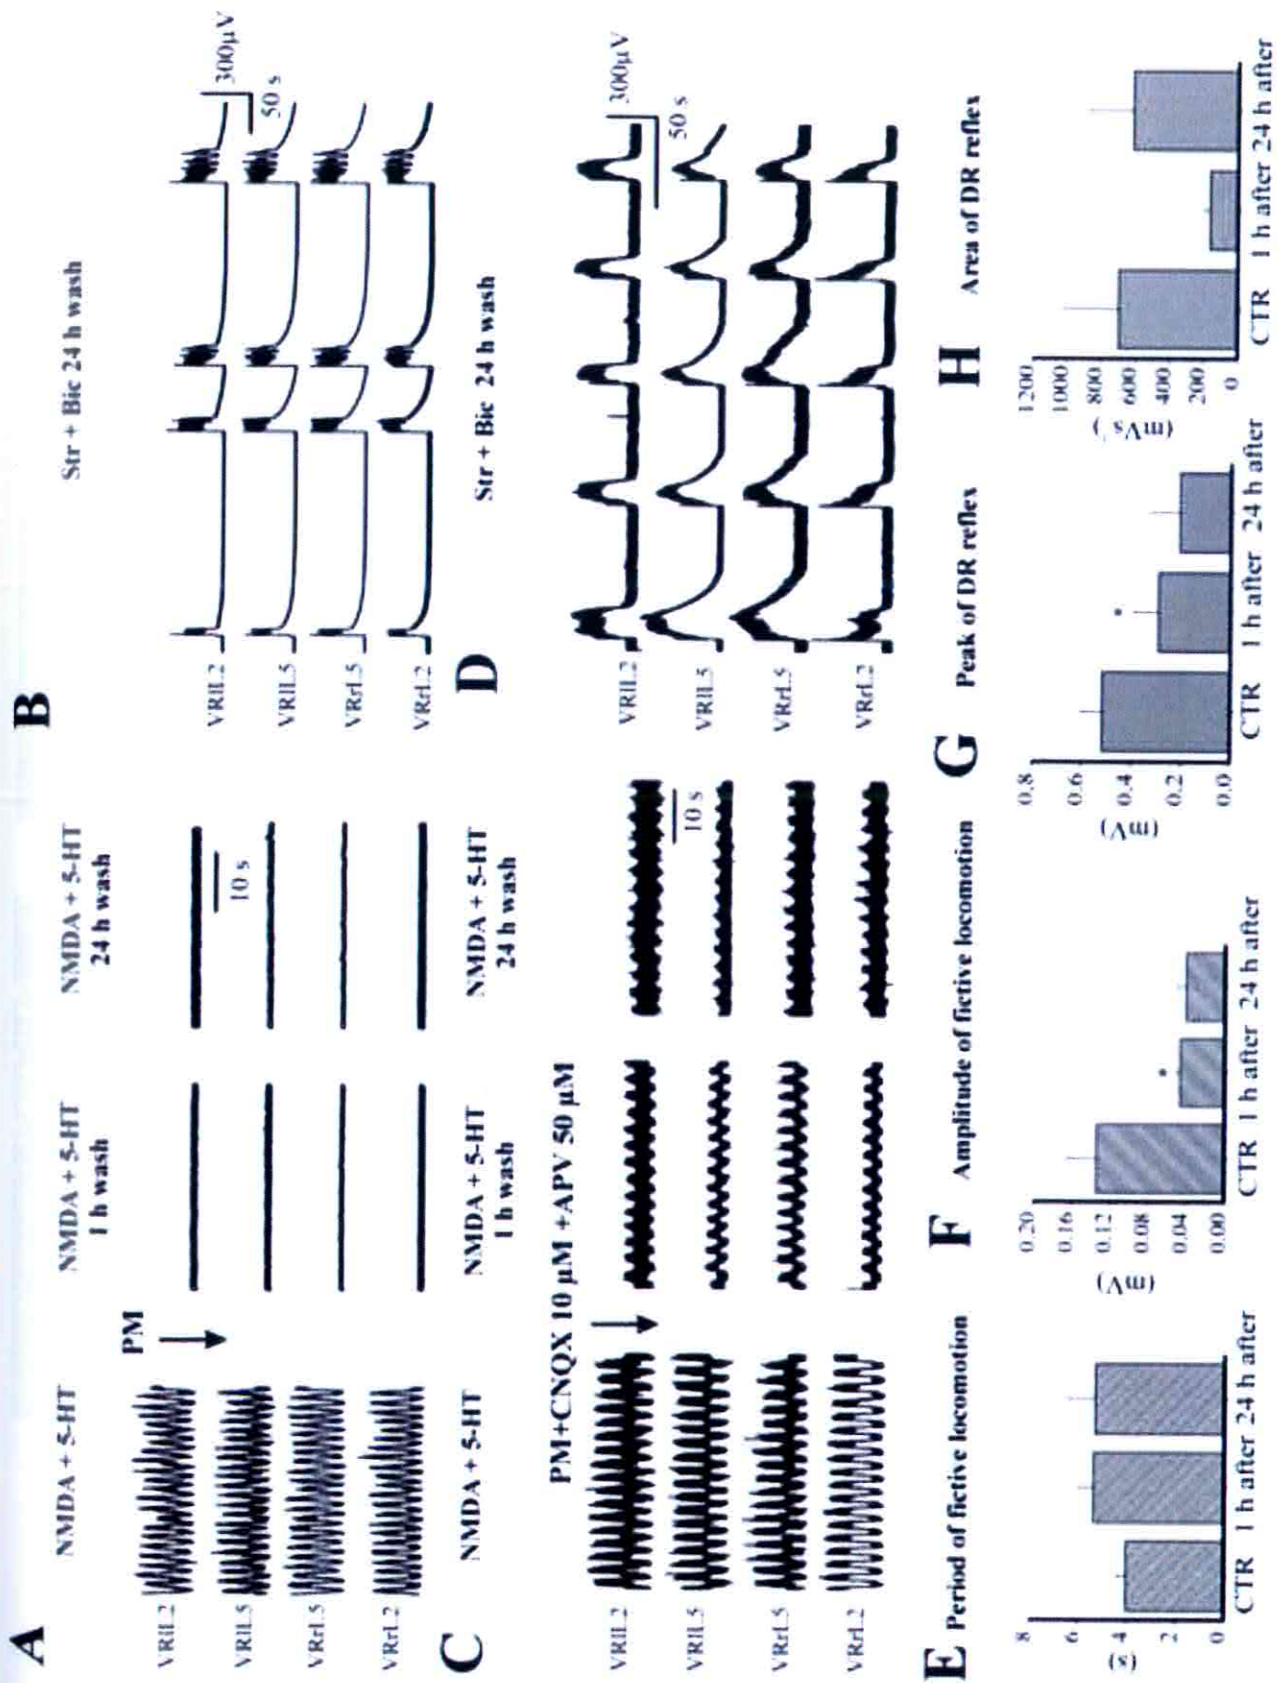 A
NMDA + 5-HT
NMDA + 5-HT
1 h wash
NMDA + 5-HT
24 h wash
PM
VRlL2
VRlL5
VRrL5
VRrL2
10 s
B
Str + Bic 24 h wash
VRlL2
VRlL5
VRrL5
VRrL2
300µV
50 s
C
NMDA + 5-HT
NMDA + 5-HT
1 h wash
NMDA + 5-HT
24 h wash
PM+CNQX 10 µM +APV 50 µM
VRlL2
VRlL5
VRrL5
VRrL2
10 s
D
Str + Bic 24 h wash
VRlL2
VRlL5
VRrL5
VRrL2
300µV
50 s
E
Period of fictive locomotion
(s)
8
6
4
2
0
CTR 1 h after 24 h after
F
Amplitude of fictive locomotion
(mV)
0.20
0.16
0.12
0.08
0.04
0.00
*
CTR 1 h after 24 h after
G
Peak of DR reflex
(mV)
0.8
0.6
0.4
0.2
0.0
*
CTR 1 h after 24 h after
H
Area of DR reflex
1200
1000
800
600
400
200
0
CTR 1 h after 24 h after